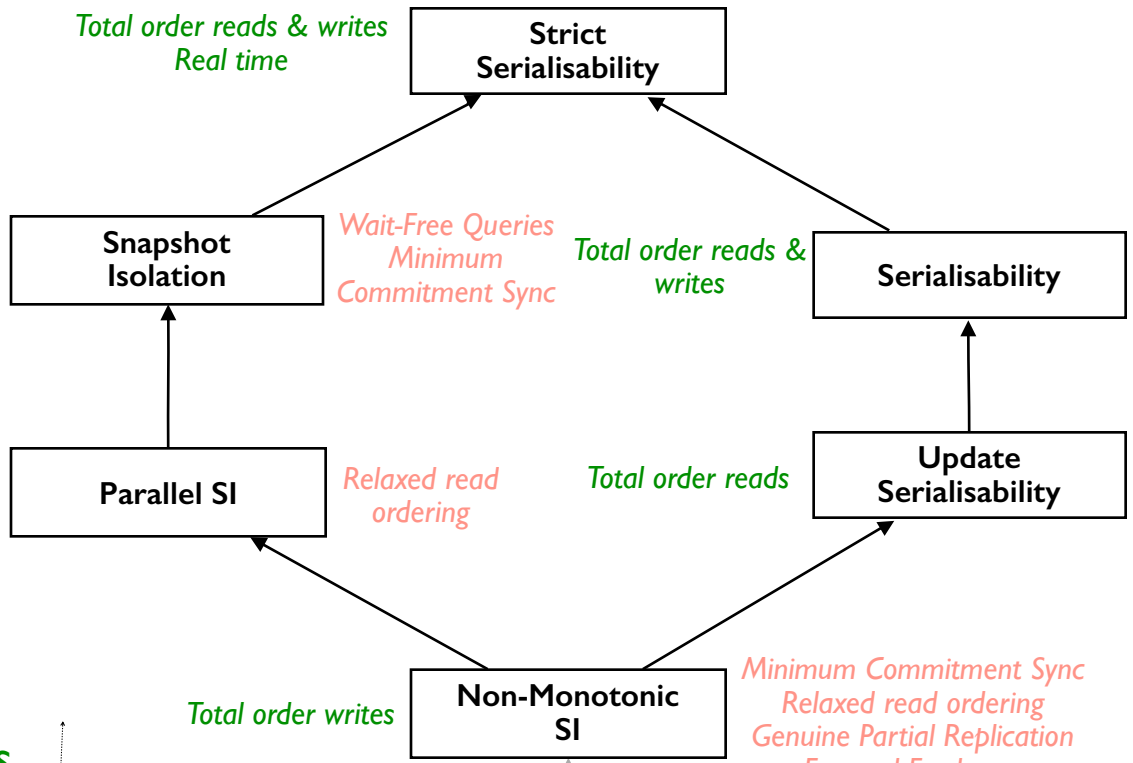 Total order reads & writes
Real time
Strict
Serialisability
Snapshot
Isolation
Wait-Free Queries
Minimum
Commitment Sync
Total order reads &
writes
Serialisability
Parallel SI
Relaxed read
ordering
Total order reads
Update
Serialisability
Total order writes
Non-Monotonic
SI
Minimum Commitment Sync
Relaxed read ordering
Genuine Partial Replication